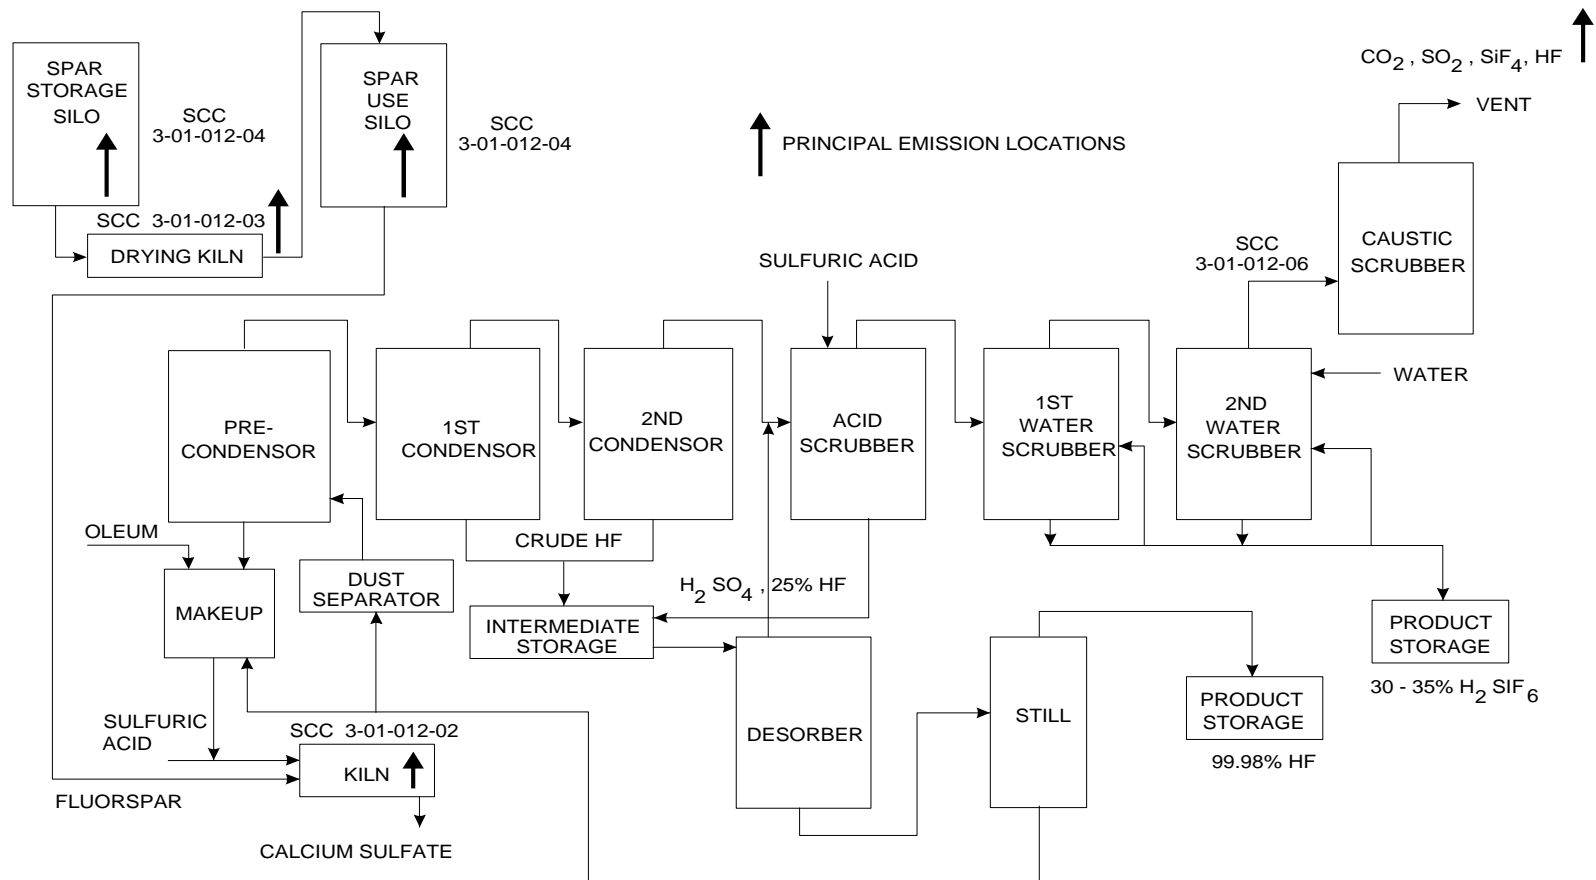 SPAR
STORAGE
SILO
SCC
3-01-012-04
SPAR
USE
SILO
SCC
3-01-012-04
SCC 3-01-012-03
DRYING KILN
PRINCIPAL EMISSION LOCATIONS
CO2 , SO2 , SiF4, HF
VENT
CAUSTIC
SCRUBBER
SCC
3-01-012-06
SULFURIC ACID
WATER
PRE-
CONDENSOR
1ST
CONDENSOR
2ND
CONDENSOR
ACID
SCRUBBER
1ST
WATER
SCRUBBER
2ND
WATER
SCRUBBER
OLEUM
MAKEUP
DUST
SEPARATOR
CRUDE HF
H2 SO4 , 25% HF
INTERMEDIATE
STORAGE
DESORBER
STILL
PRODUCT
STORAGE
99.98% HF
PRODUCT
STORAGE
30 - 35% H2 SIF6
SULFURIC
ACID
SCC 3-01-012-02
KILN
FLUORSPAR
CALCIUM SULFATE